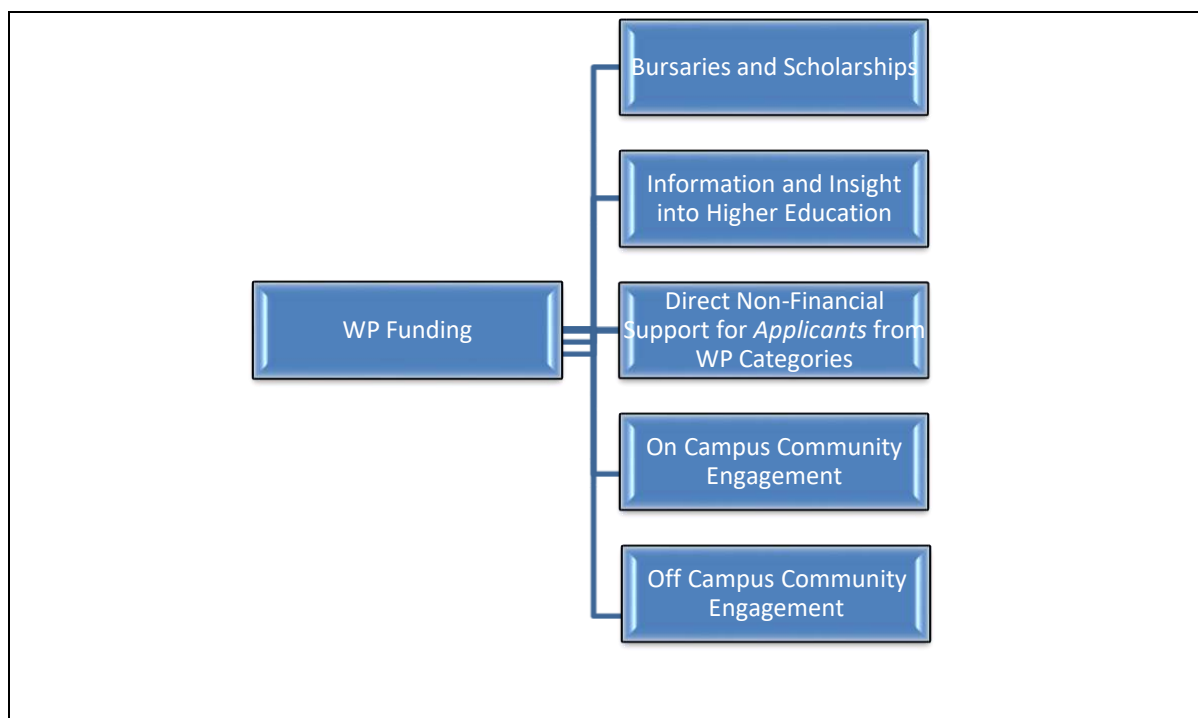 Bursaries and Scholarships
Information and Insight
into Higher Education
WP Funding
Direct Non-Financial
Support for Applicants from
WP Categories
On Campus Community
Engagement
Off Campus Community
Engagement